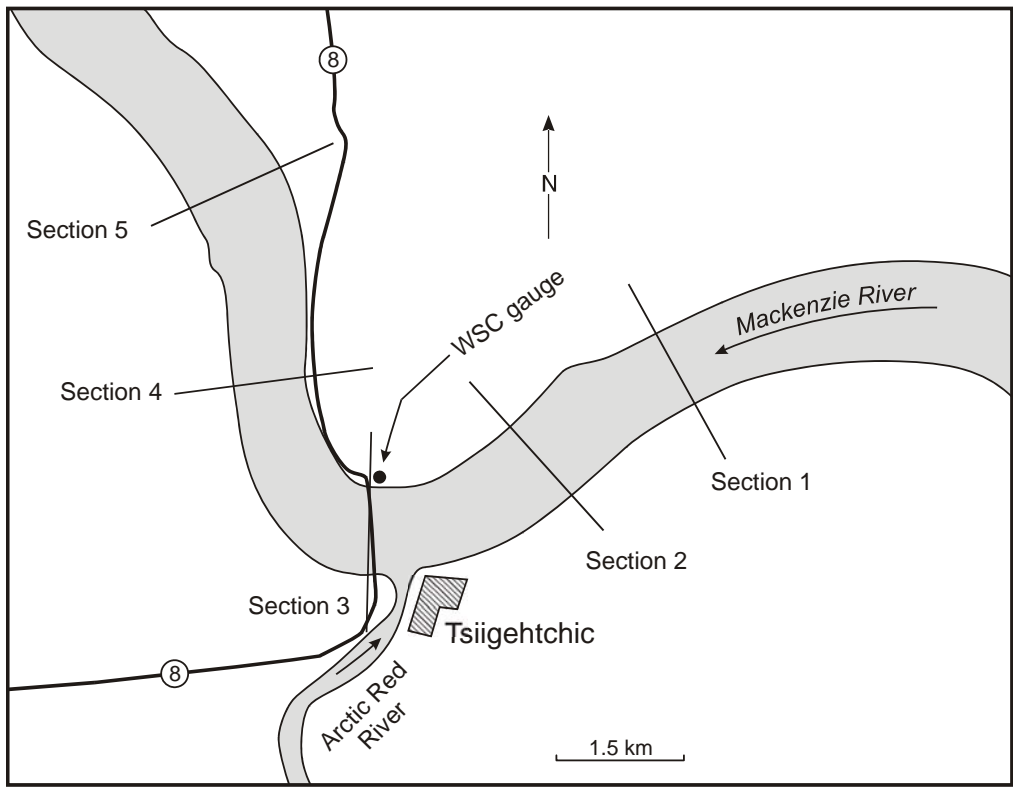 8
N
Section 5
WSC gauge
Mackenzie River
Section 4
Section 1
Section 2
Section 3
Tsiigehtchic
8
Arctic Red
River
1.5 km